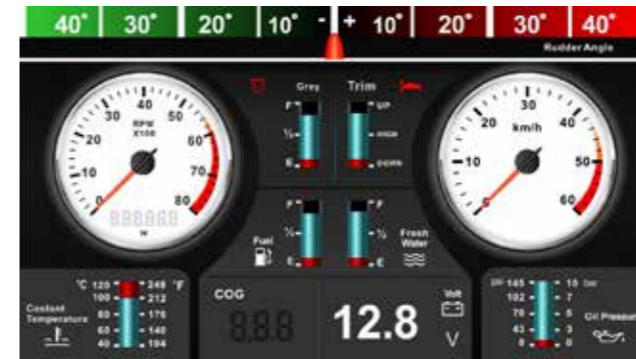 40° 30° 20° 10° - + 10° 20° 30° 40°
Rudder Angle
Grey Trim
F UP
½ HIGH
E DOWN
0 10 20 30 40 50 60 70 80
RPM
X100
888888
H
10 20 30 40 50 60
km/h
F F
½ ½
E E
Fuel
Fresh
Water
°C 120 248 °F
100 212
80 176
60 140
40 104
Coolant
Temperature
COG
888
12.8
Volt
V
145 10 bar
102 7
5
43 3
0 0
Oil Pressure